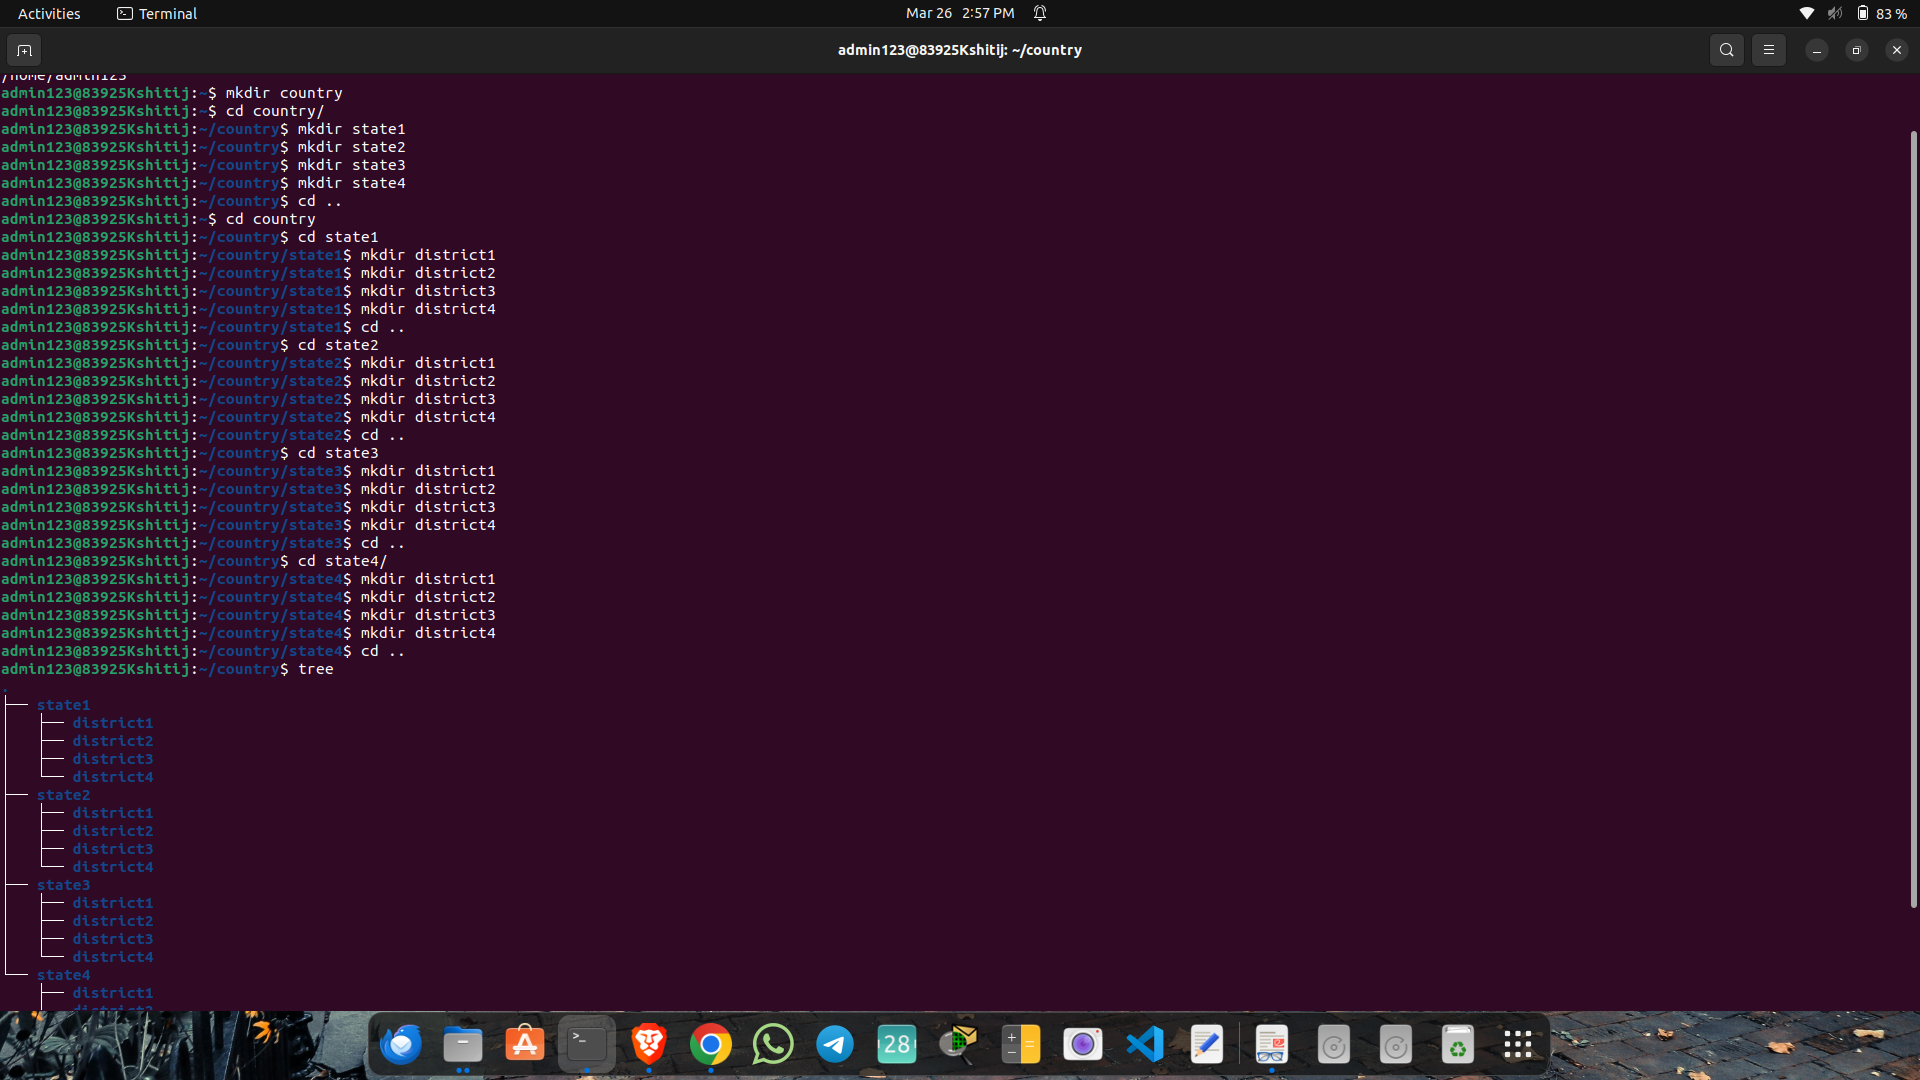 Activities Terminal Mar 26 2:57 PM 83 %
admin123@83925Kshitij: ~/country
/home/admin123
admin123@83925Kshitij:~$ mkdir country
admin123@83925Kshitij:~$ cd country/
admin123@83925Kshitij:~/country$ mkdir state1
admin123@83925Kshitij:~/country$ mkdir state2
admin123@83925Kshitij:~/country$ mkdir state3
admin123@83925Kshitij:~/country$ mkdir state4
admin123@83925Kshitij:~/country$ cd ..
admin123@83925Kshitij:~$ cd country
admin123@83925Kshitij:~/country$ cd state1
admin123@83925Kshitij:~/country/state1$ mkdir district1
admin123@83925Kshitij:~/country/state1$ mkdir district2
admin123@83925Kshitij:~/country/state1$ mkdir district3
admin123@83925Kshitij:~/country/state1$ mkdir district4
admin123@83925Kshitij:~/country/state1$ cd ..
admin123@83925Kshitij:~/country$ cd state2
admin123@83925Kshitij:~/country/state2$ mkdir district1
admin123@83925Kshitij:~/country/state2$ mkdir district2
admin123@83925Kshitij:~/country/state2$ mkdir district3
admin123@83925Kshitij:~/country/state2$ mkdir district4
admin123@83925Kshitij:~/country/state2$ cd ..
admin123@83925Kshitij:~/country$ cd state3
admin123@83925Kshitij:~/country/state3$ mkdir district1
admin123@83925Kshitij:~/country/state3$ mkdir district2
admin123@83925Kshitij:~/country/state3$ mkdir district3
admin123@83925Kshitij:~/country/state3$ mkdir district4
admin123@83925Kshitij:~/country/state3$ cd ..
admin123@83925Kshitij:~/country$ cd state4/
admin123@83925Kshitij:~/country/state4$ mkdir district1
admin123@83925Kshitij:~/country/state4$ mkdir district2
admin123@83925Kshitij:~/country/state4$ mkdir district3
admin123@83925Kshitij:~/country/state4$ mkdir district4
admin123@83925Kshitij:~/country/state4$ cd ..
admin123@83925Kshitij:~/country$ tree
.
├── state1
│   ├── district1
│   ├── district2
│   ├── district3
│   └── district4
├── state2
│   ├── district1
│   ├── district2
│   ├── district3
│   └── district4
├── state3
│   ├── district1
│   ├── district2
│   ├── district3
│   └── district4
└── state4
    ├── district1
    ├── district2
28